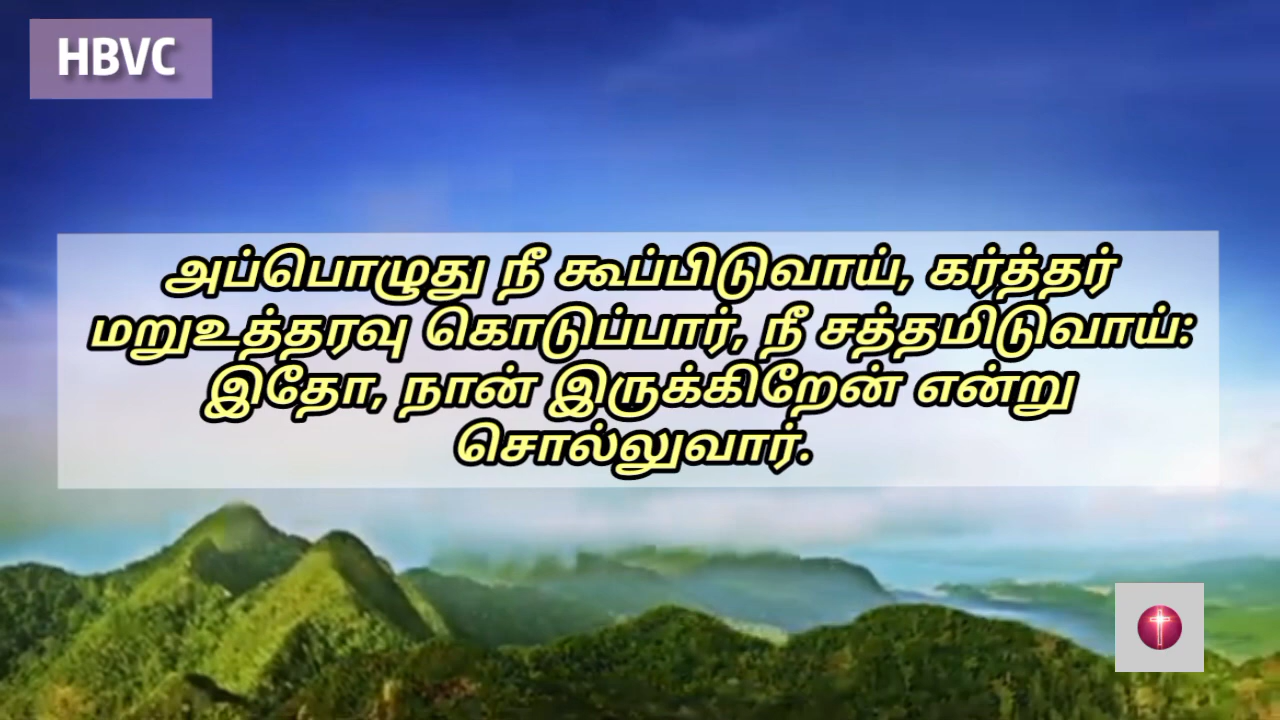 HBVC
அப்பொழுது நீ கூப்பிடுவாய், கர்த்தர்
மறுஉத்தரவு கொடுப்பார், நீ சத்தமிடுவாய்:
இதோ, நான் இருக்கிறேன் என்று
சொல்லுவார்.